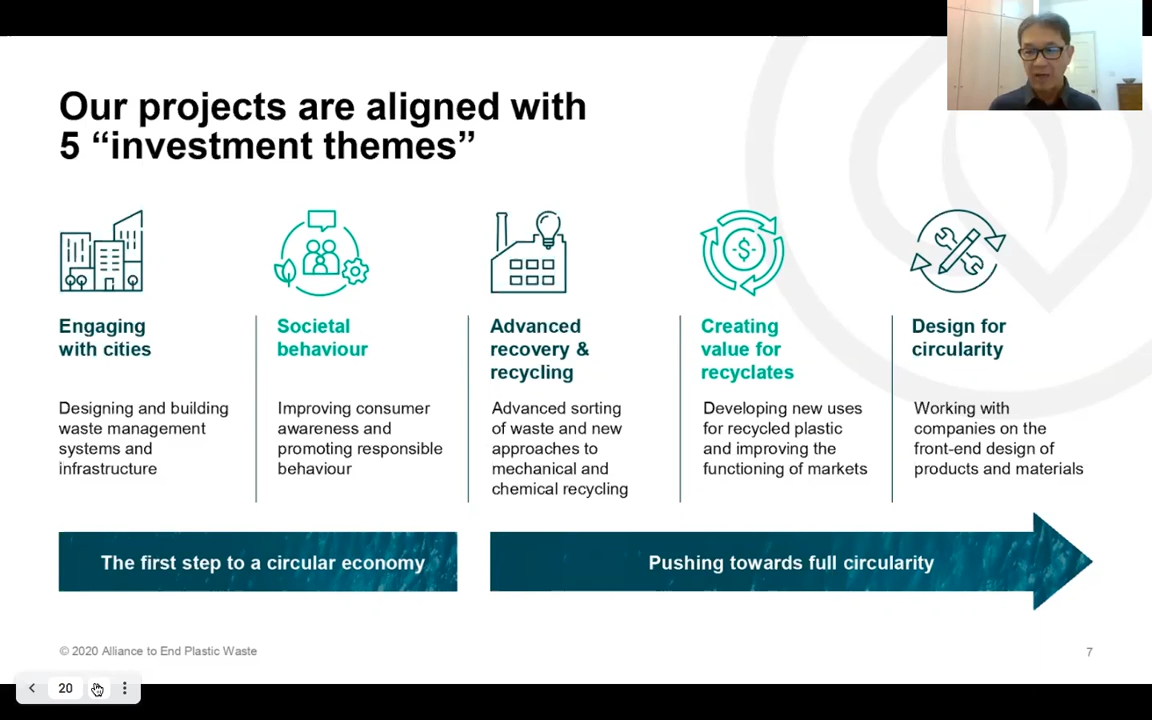 Our projects are aligned with
5 “investment themes”
$
Engaging
with cities
Designing and building
waste management
systems and
infrastructure
Societal
behaviour
Improving consumer
awareness and
promoting responsible
behaviour
Advanced
recovery &
recycling
Advanced sorting
of waste and new
approaches to
mechanical and
chemical recycling
Creating
value for
recyclates
Developing new uses
for recycled plastic
and improving the
functioning of markets
Design for
circularity
Working with
companies on the
front-end design of
products and materials
The first step to a circular economy
Pushing towards full circularity
© 2020 Alliance to End Plastic Waste
7
20